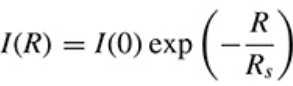 I(R) = I(0) exp(−R/R_s)